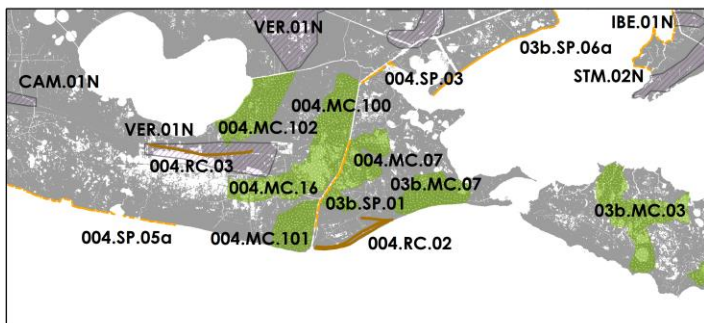 VER.01N
IBE.01N
03b.SP.06a
004.SP.03
STM.02N
CAM.01N
004.MC.100
VER.01N
004.MC.102
004.RC.03
004.MC.07
004.MC.16
03b.MC.07
03b.SP.01
03b.MC.03
004.SP.05a
004.MC.101
004.RC.02